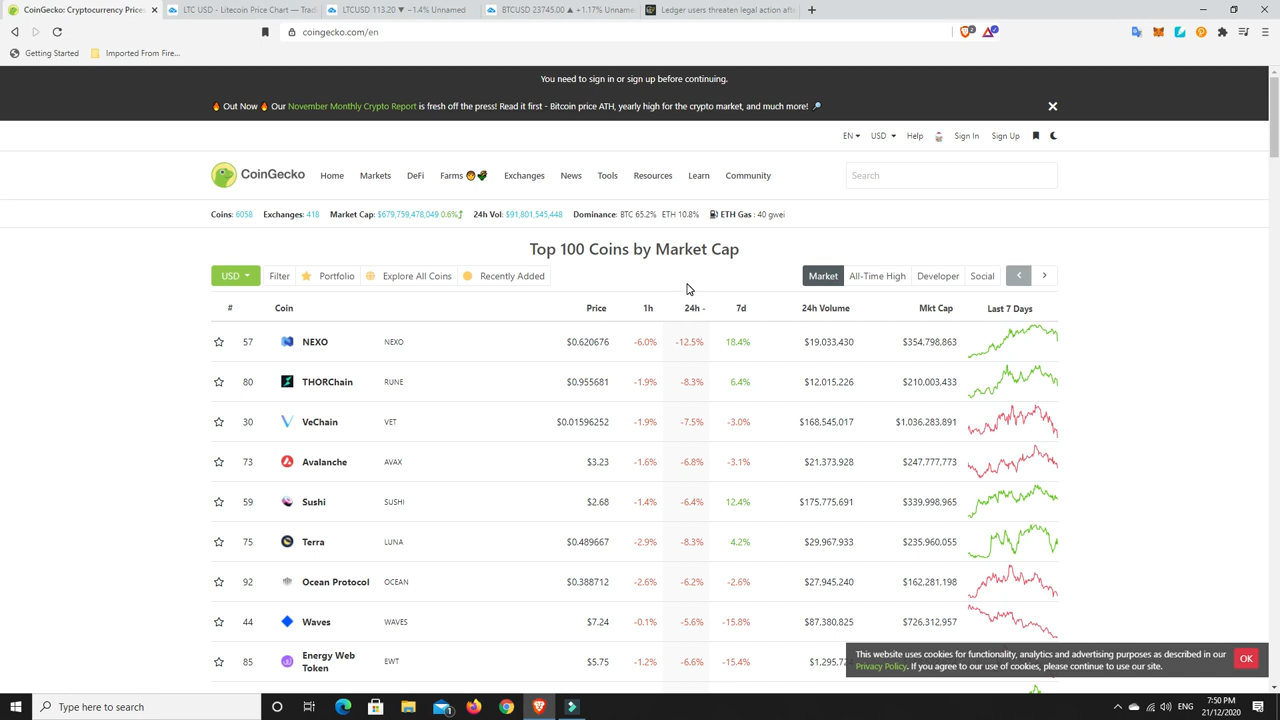 CoinGecko: Cryptocurrency Price:
LTC USD - Litecoin Price Chart — Trad
LTCUSD 113.20 ▼ −1.4% Unnamed
BTCUSD 23745.00 ▲ +1.17% Unname
Ledger users threaten legal action aft
coingecko.com/en
Getting Started
Imported From Fire...
You need to sign in or sign up before continuing.
🔥 Out Now 🔥 Our November Monthly Crypto Report is fresh off the press! Read it first - Bitcoin price ATH, yearly high for the crypto market, and much more! 🔎
EN
USD
Help
Sign In
Sign Up
CoinGecko
Home
Markets
DeFi
Farms
Exchanges
News
Tools
Resources
Learn
Community
Search
Coins: 6058 Exchanges: 418 Market Cap: $679,759,478,049 0.6% 24h Vol: $91,801,545,448 Dominance: BTC 65.2% ETH 10.8% ETH Gas : 40 gwei
Top 100 Coins by Market Cap
USD
Filter
Portfolio
Explore All Coins
Recently Added
Market
All-Time High
Developer
Social
# Coin Price 1h 24h - 7d 24h Volume Mkt Cap Last 7 Days
57 NEXO NEXO $0.620676 -6.0% -12.5% 18.4% $19,033,430 $354,798,863
80 THORChain RUNE $0.955681 -1.9% -8.3% 6.4% $12,015,226 $210,003,433
30 VeChain VET $0.01596252 -1.9% -7.5% -3.0% $168,545,017 $1,036,283,891
73 Avalanche AVAX $3.23 -1.6% -6.8% -3.1% $21,373,928 $247,777,773
59 Sushi SUSHI $2.68 -1.4% -6.4% 12.4% $175,775,691 $339,998,965
75 Terra LUNA $0.489667 -2.9% -8.3% 4.2% $29,967,933 $235,960,055
92 Ocean Protocol OCEAN $0.388712 -2.6% -6.2% -2.6% $27,945,240 $162,281,198
44 Waves WAVES $7.24 -0.1% -5.6% -15.8% $87,380,825 $726,312,957
85 Energy Web Token EWT $5.75 -1.2% -6.6% -15.4% $1,295,7
This website uses cookies for functionality, analytics and advertising purposes as described in our
Privacy Policy. If you agree to our use of cookies, please continue to use our site.
OK
Type here to search
ENG
7:50 PM
21/12/2020